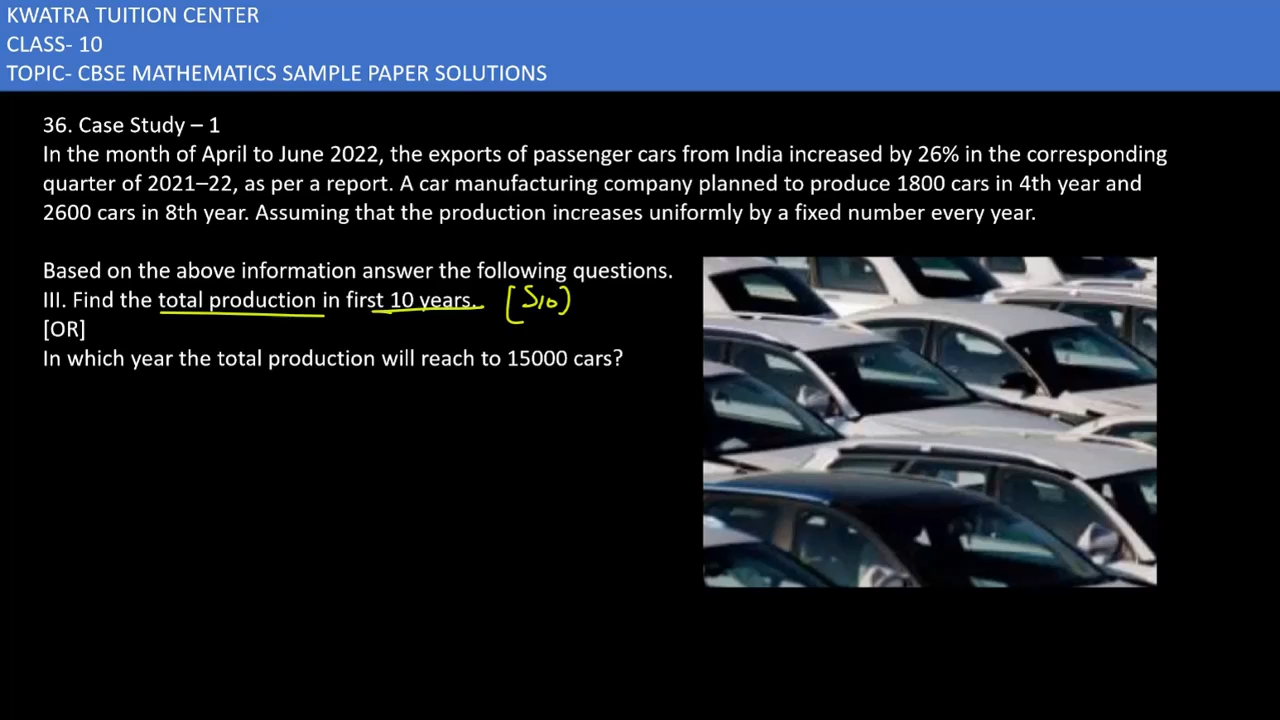 KWATRA TUITION CENTER
CLASS- 10
TOPIC- CBSE MATHEMATICS SAMPLE PAPER SOLUTIONS
36. Case Study – 1
In the month of April to June 2022, the exports of passenger cars from India increased by 26% in the corresponding
quarter of 2021–22, as per a report. A car manufacturing company planned to produce 1800 cars in 4th year and
2600 cars in 8th year. Assuming that the production increases uniformly by a fixed number every year.
Based on the above information answer the following questions.
III. Find the total production in first 10 years. [S10)
[OR]
In which year the total production will reach to 15000 cars?